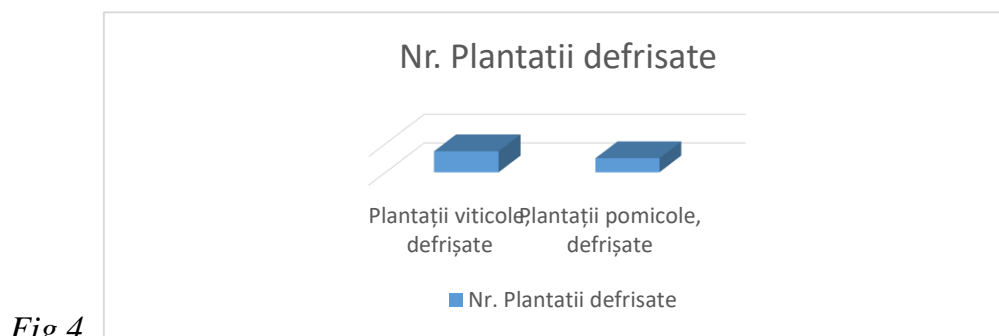 Nr. Plantatii defrisate
Plantații viticole,
defrișate
Plantații pomicole,
defrișate
Nr. Plantatii defrisate
Fig 4